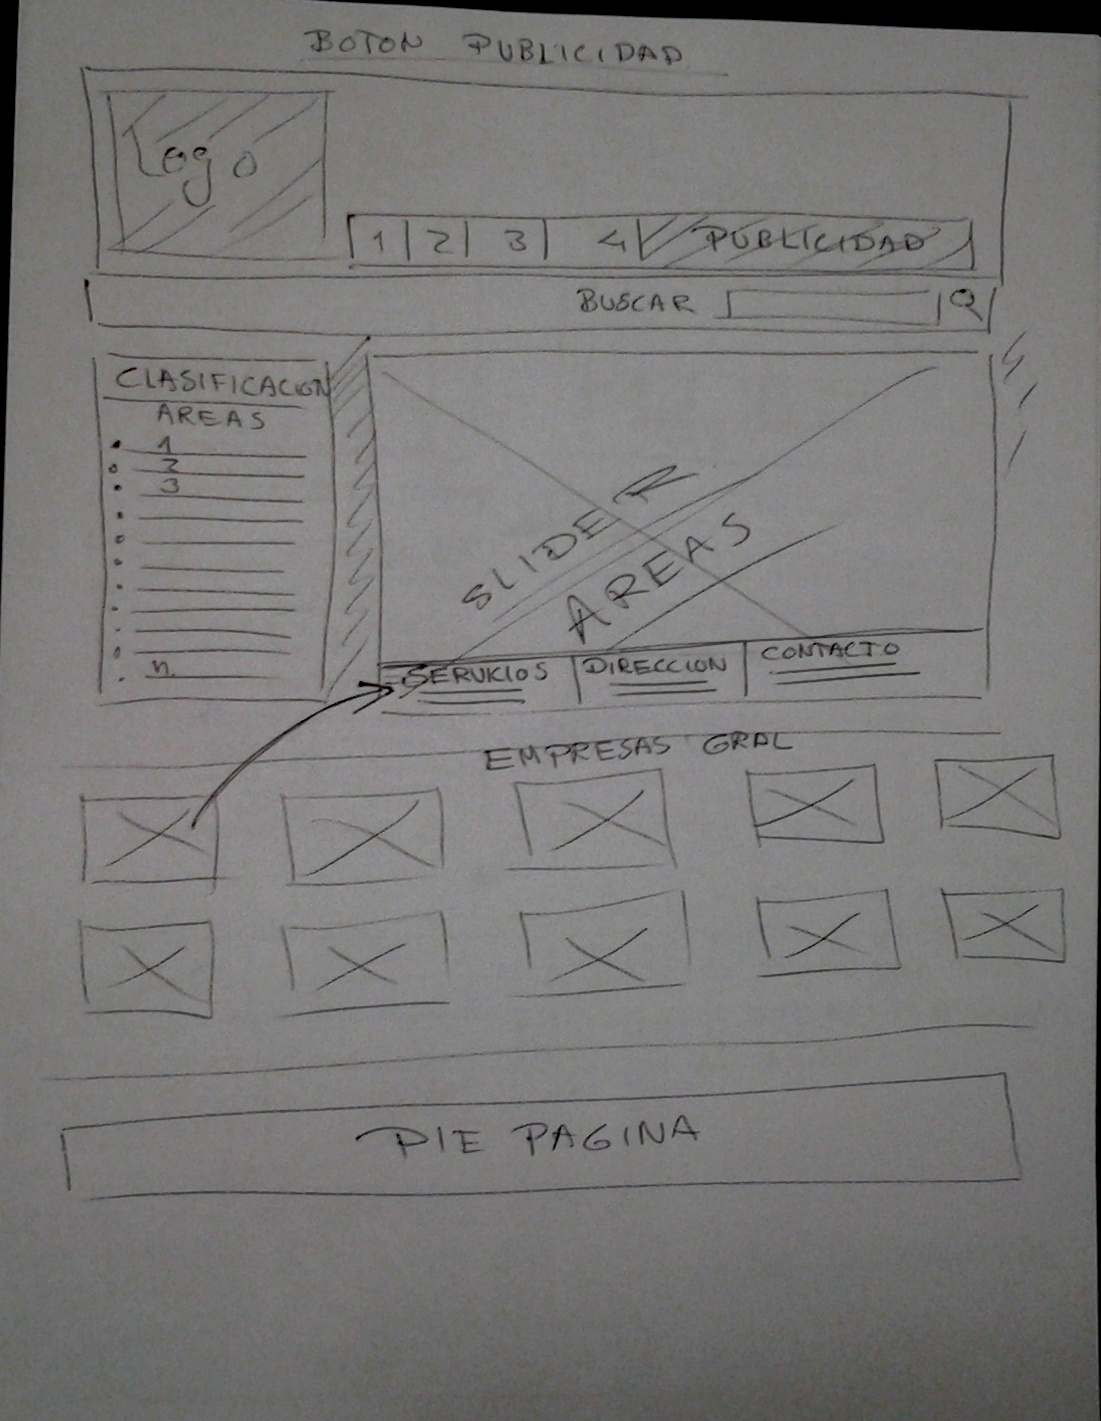 BOTON PUBLICIDAD
Logo
1 2 3 4 PUBLICIDAD
BUSCAR
CLASIFICACION
AREAS
1
2
3
n.
SLIDER
AREAS
SERVICIOS DIRECCION CONTACTO
EMPRESAS GRAL
PIE PAGINA